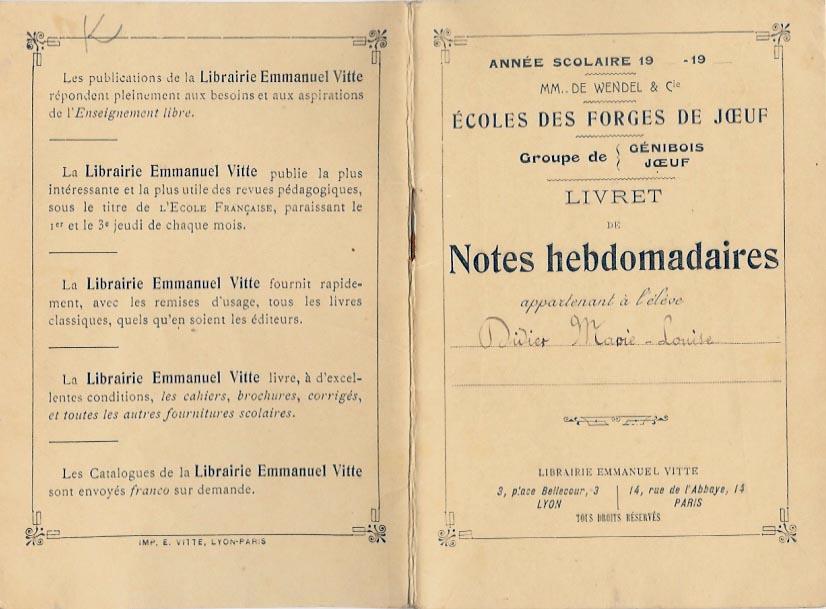 K
Les publications de la Librairie Emmanuel Vitte
répondent pleinement aux besoins et aux aspirations
de l'Enseignement libre.
La Librairie Emmanuel Vitte publie la plus
intéressante et la plus utile des revues pédagogiques,
sous le titre de L'ECOLE FRANÇAISE, paraissant le
1er et le 3e jeudi de chaque mois.
La Librairie Emmanuel Vitte fournit rapide-
ment, avec les remises d'usage, tous les livres
classiques, quels qu'en soient les éditeurs.
La Librairie Emmanuel Vitte livre, à d'excel-
lentes conditions, les cahiers, brochures, corrigés,
et toutes les autres fournitures scolaires.
Les Catalogues de la Librairie Emmanuel Vitte
sont envoyés franco sur demande.
IMP. E. VITTE, LYON-PARIS
ANNÉE SCOLAIRE 19 -19
MM. DE WENDEL & Cie
ÉCOLES DES FORGES DE JŒUF
Groupe de { GÉNIBOIS
JŒUF
LIVRET
DE
Notes hebdomadaires
appartenant à l'élève
Didier Marie-Louise
LIBRAIRIE EMMANUEL VITTE
3, place Bellecour, 3 | 14, rue de l'Abbaye, 14
LYON PARIS
TOUS DROITS RÉSERVÉS